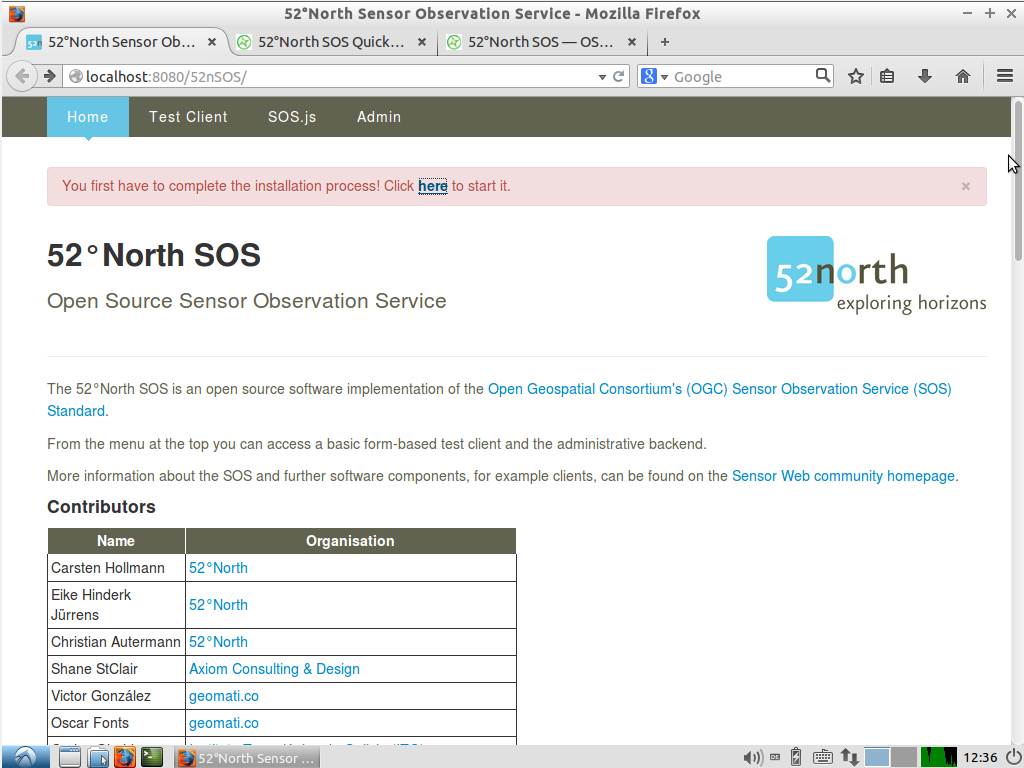 52°North Sensor Observation Service - Mozilla Firefox
52°North Sensor Ob... 52°North SOS Quick... 52°North SOS — OS...
localhost:8080/52nSOS/ Google
Home Test Client SOS.js Admin
You first have to complete the installation process! Click here to start it. ×
52°North SOS
Open Source Sensor Observation Service
52north
exploring horizons
The 52°North SOS is an open source software implementation of the Open Geospatial Consortium's (OGC) Sensor Observation Service (SOS)
Standard.
From the menu at the top you can access a basic form-based test client and the administrative backend.
More information about the SOS and further software components, for example clients, can be found on the Sensor Web community homepage.
Contributors
Name Organisation
Carsten Hollmann 52°North
Eike Hinderk
Jürrens 52°North
Christian Autermann 52°North
Shane StClair Axiom Consulting & Design
Victor González geomati.co
Oscar Fonts geomati.co
52°North Sensor ... DE 12:36